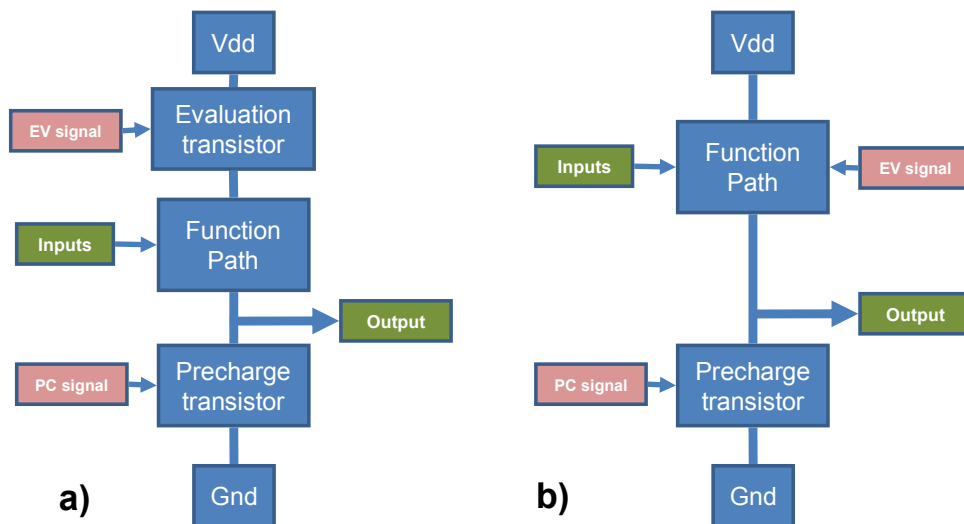 Vdd
Evaluation
transistor
EV signal
Function
Path
Inputs
Output
Precharge
transistor
PC signal
Gnd
a)
Vdd
Function
Path
Inputs
EV signal
Output
Precharge
transistor
PC signal
Gnd
b)